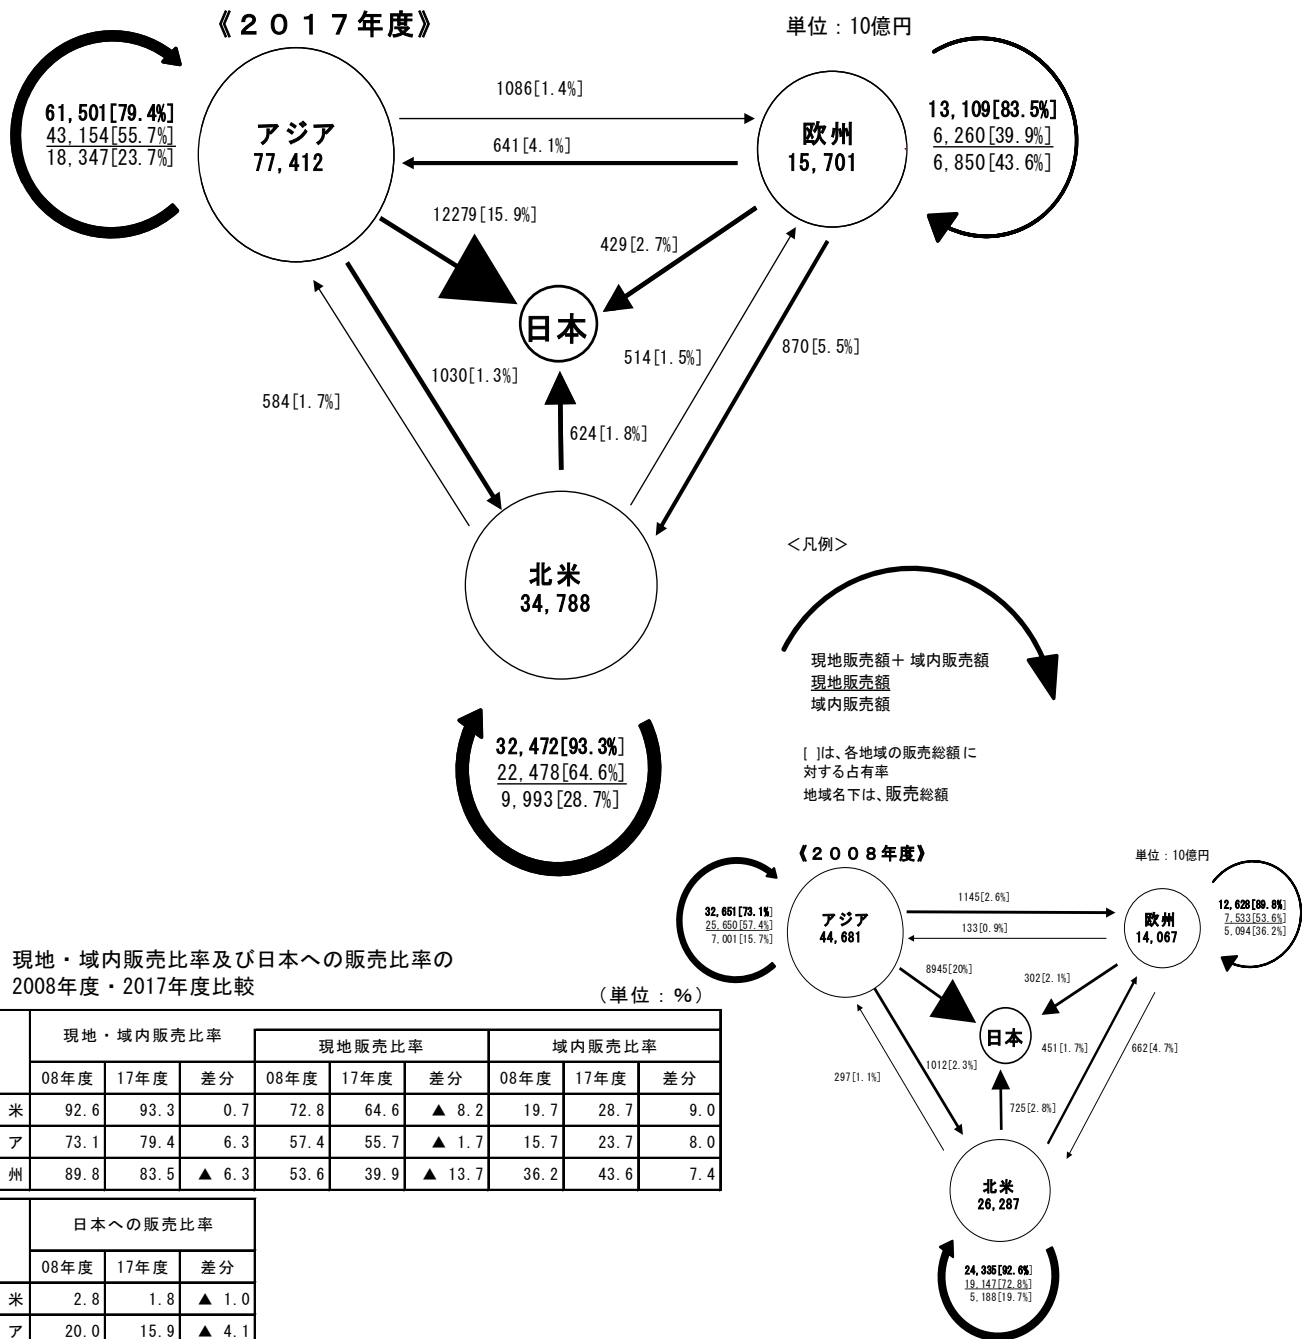 《２０１７年度》
単位：10億円
61,501[79.4%]
43,154[55.7%]
18,347[23.7%]
アジア
77,412
1086[1.4%]
641[4.1%]
欧州
15,701
13,109[83.5%]
6,260[39.9%]
6,850[43.6%]
12279[15.9%]
429[2.7%]
日本
1030[1.3%]
584[1.7%]
624[1.8%]
514[1.5%]
870[5.5%]
北米
34,788
32,472[93.3%]
22,478[64.6%]
9,993[28.7%]
＜凡例＞
現地販売額＋ 域内販売額
現地販売額
域内販売額
[ ]は、各地域の販売総額に
対する占有率
地域名下は、販売総額
《２００８年度》
単位：10億円
32,651[73.1%]
25,650[57.4%]
7,001[15.7%]
アジア
44,681
1145[2.6%]
133[0.9%]
欧州
14,067
12,628[89.8%]
7,533[53.6%]
5,094[36.2%]
8945[20%]
302[2.1%]
日本
1012[2.3%]
297[1.1%]
725[2.8%]
451[1.7%]
662[4.7%]
北米
26,287
24,335[92.6%]
19,147[72.8%]
5,188[19.7%]
現地・域内販売比率及び日本への販売比率の
2008年度・2017年度比較
（単位：%）
現地・域内販売比率 現地販売比率 域内販売比率
08年度 17年度 差分 08年度 17年度 差分 08年度 17年度 差分
米 92.6 93.3 0.7 72.8 64.6 ▲ 8.2 19.7 28.7 9.0
ア 73.1 79.4 6.3 57.4 55.7 ▲ 1.7 15.7 23.7 8.0
州 89.8 83.5 ▲ 6.3 53.6 39.9 ▲ 13.7 36.2 43.6 7.4
日本への販売比率
08年度 17年度 差分
米 2.8 1.8 ▲ 1.0
ア 20.0 15.9 ▲ 4.1